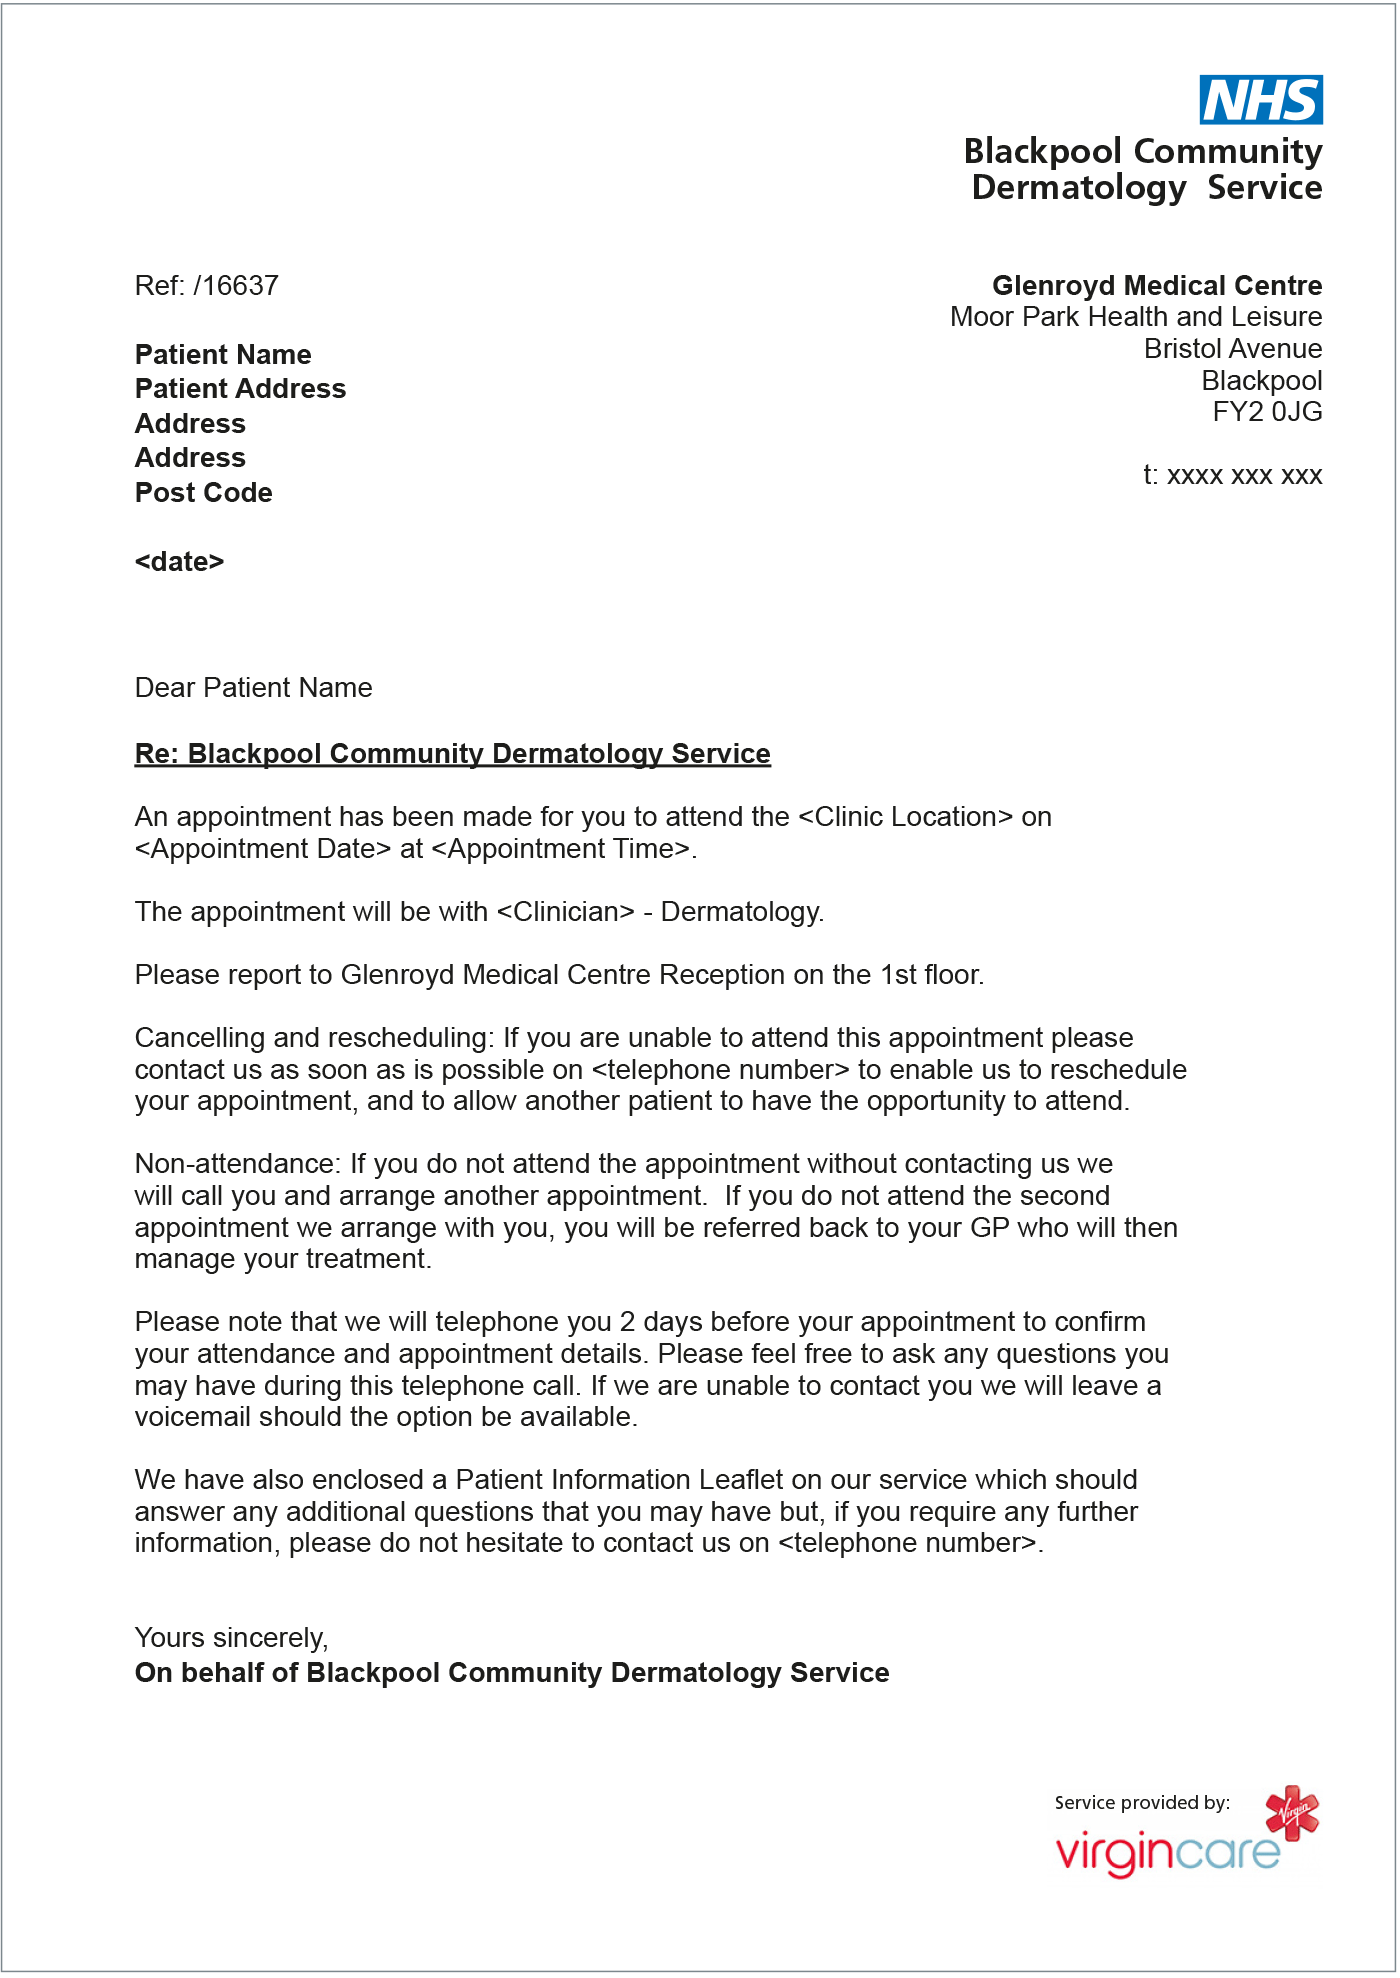 NHS
Blackpool Community
Dermatology Service
Ref: /16637
Patient Name
Patient Address
Address
Address
Post Code
<date>
Glenroyd Medical Centre
Moor Park Health and Leisure
Bristol Avenue
Blackpool
FY2 0JG
t: xxxx xxx xxx
Dear Patient Name
Re: Blackpool Community Dermatology Service
An appointment has been made for you to attend the <Clinic Location> on
<Appointment Date> at <Appointment Time>.
The appointment will be with <Clinician> - Dermatology.
Please report to Glenroyd Medical Centre Reception on the 1st floor.
Cancelling and rescheduling: If you are unable to attend this appointment please
contact us as soon as is possible on <telephone number> to enable us to reschedule
your appointment, and to allow another patient to have the opportunity to attend.
Non-attendance: If you do not attend the appointment without contacting us we
will call you and arrange another appointment.  If you do not attend the second
appointment we arrange with you, you will be referred back to your GP who will then
manage your treatment.
Please note that we will telephone you 2 days before your appointment to confirm
your attendance and appointment details. Please feel free to ask any questions you
may have during this telephone call. If we are unable to contact you we will leave a
voicemail should the option be available.
We have also enclosed a Patient Information Leaflet on our service which should
answer any additional questions that you may have but, if you require any further
information, please do not hesitate to contact us on <telephone number>.
Yours sincerely,
On behalf of Blackpool Community Dermatology Service
Service provided by:
Virgin
virgincare